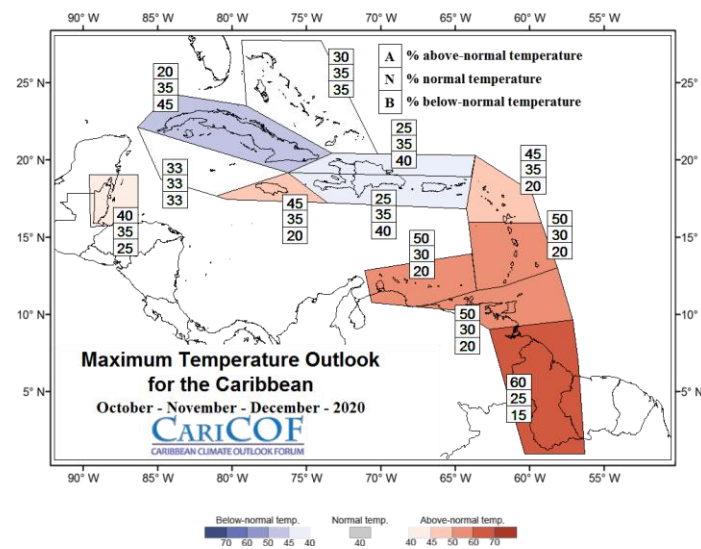 90° W
85° W
80° W
75° W
70° W
65° W
60° W
55° W
25° N
20° N
15° N
10° N
5° N
A % above-normal temperature
N % normal temperature
B % below-normal temperature
30
35
35
20
35
45
25
35
40
45
35
20
33
33
33
45
35
20
25
35
40
40
35
25
50
30
20
50
30
20
50
30
20
60
25
15
Maximum Temperature Outlook
for the Caribbean
October - November - December - 2020
CARICOF
CARIBBEAN CLIMATE OUTLOOK FORUM
90° W
85° W
80° W
75° W
70° W
65° W
60° W
55° W
Below-normal temp.
Normal temp.
Above-normal temp.
70 60 50 45 40
40
40 45 50 60 70